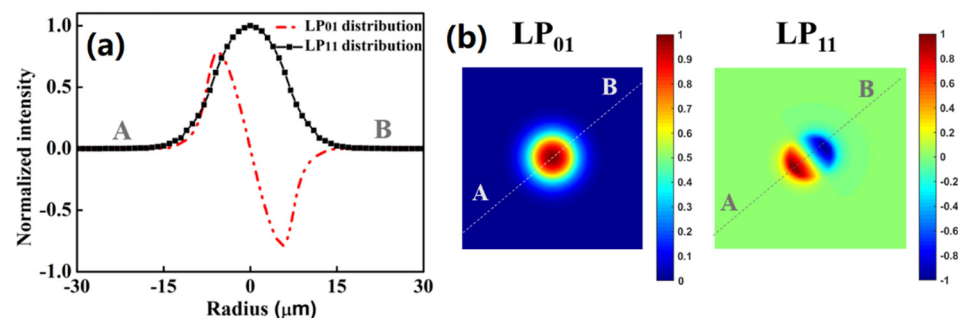 (a)
LP01 distribution
LP11 distribution
A
B
Normalized intensity
1.0
0.5
0.0
-0.5
-1.0
-30
-15
0
15
30
Radius (μm)
(b)
LP01
B
A
1
0.9
0.8
0.7
0.6
0.5
0.4
0.3
0.2
0.1
0
LP11
B
A
1
0.8
0.6
0.4
0.2
0
-0.2
-0.4
-0.6
-0.8
-1